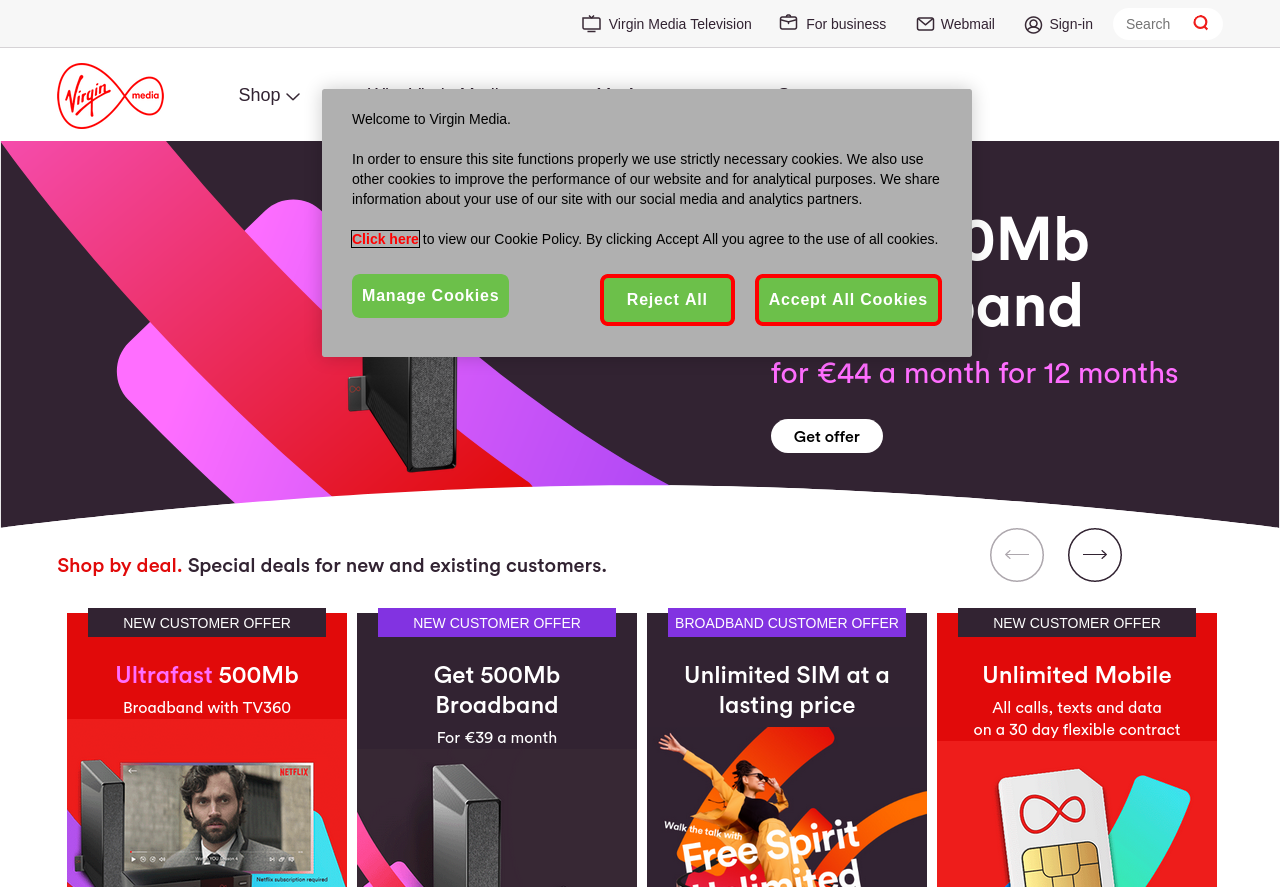 Virgin Media Television
For business
Webmail
Sign-in
Search
Virgin media
Shop
Welcome to Virgin Media.
In order to ensure this site functions properly we use strictly necessary cookies. We also use
other cookies to improve the performance of our website and for analytical purposes. We share
information about your use of our site with our social media and analytics partners.
Click here to view our Cookie Policy. By clicking Accept All you agree to the use of all cookies.
Manage Cookies
Reject All
Accept All Cookies
0Mb
band
for €44 a month for 12 months
Get offer
Shop by deal. Special deals for new and existing customers.
NEW CUSTOMER OFFER
Ultrafast 500Mb
Broadband with TV360
NETFLIX
Netflix subscription required
NEW CUSTOMER OFFER
Get 500Mb
Broadband
For €39 a month
BROADBAND CUSTOMER OFFER
Unlimited SIM at a
lasting price
Walk the talk with
Free Spirit
Unlimited
NEW CUSTOMER OFFER
Unlimited Mobile
All calls, texts and data
on a 30 day flexible contract